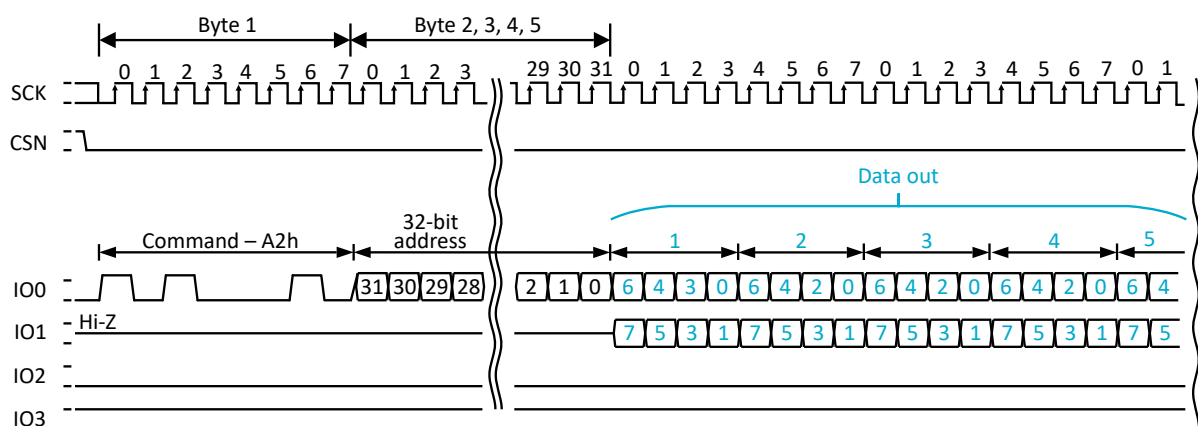 Byte 1 Byte 2, 3, 4, 5
0 1 2 3 4 5 6 7 0 1 2 3 29 30 31 0 1 2 3 4 5 6 7 0 1 2 3 4 5 6 7 0 1
SCK
CSN
Data out
32-bit
address
Command – A2h 1 2 3 4 5
IO0 31 30 29 28 2 1 0 6 4 3 0 6 4 2 0 6 4 2 0 6 4 2 0 6 4
Hi-Z
IO1 7 5 3 1 7 5 3 1 7 5 3 1 7 5 3 1 7 5
IO2
IO3